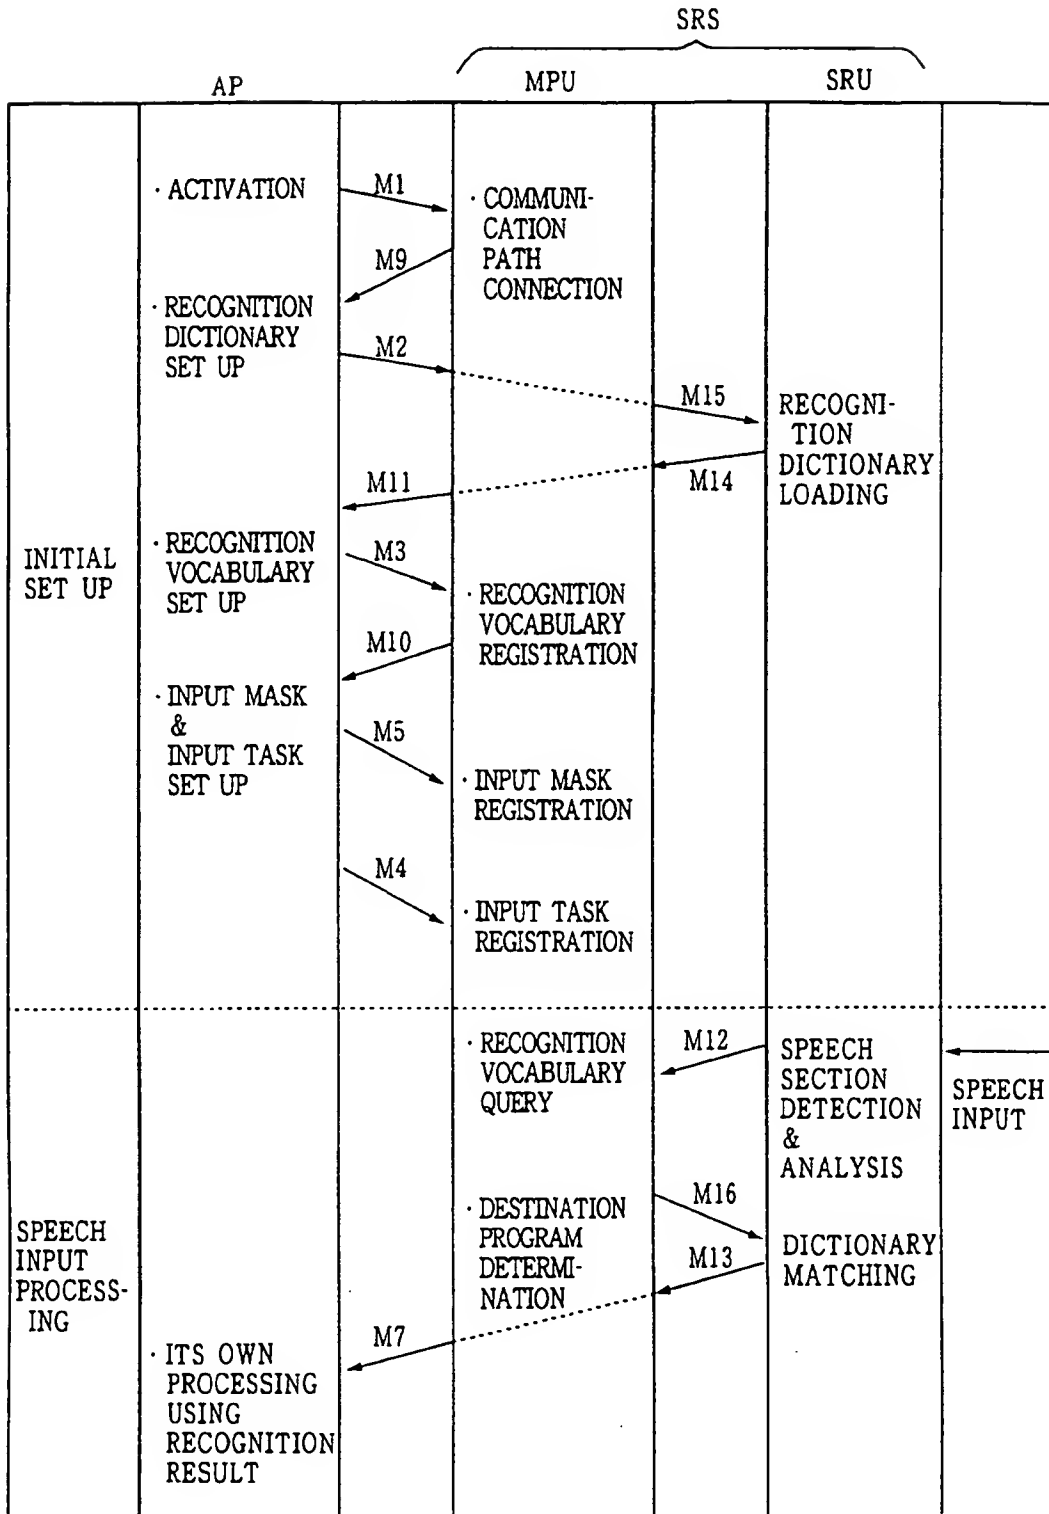 SRS
AP
MPU
SRU
· ACTIVATION
M1
· COMMUNI-
CATION
PATH
CONNECTION
M9
· RECOGNITION
DICTIONARY
SET UP
M2
M15
RECOGNI-
TION
DICTIONARY
LOADING
M14
M11
INITIAL
SET UP
· RECOGNITION
VOCABULARY
SET UP
M3
· RECOGNITION
VOCABULARY
REGISTRATION
M10
· INPUT MASK
&
INPUT TASK
SET UP
M5
· INPUT MASK
REGISTRATION
M4
· INPUT TASK
REGISTRATION
· RECOGNITION
VOCABULARY
QUERY
M12
SPEECH
SECTION
DETECTION
&
ANALYSIS
SPEECH
INPUT
SPEECH
INPUT
PROCESS-
ING
· DESTINATION
PROGRAM
DETERMI-
NATION
M16
DICTIONARY
MATCHING
M13
M7
· ITS OWN
PROCESSING
USING
RECOGNITION
RESULT